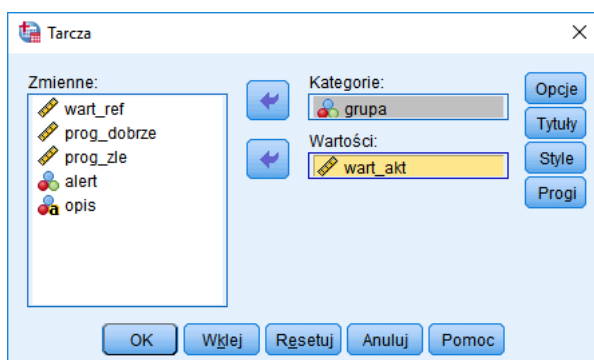 Tarcza
Zmienne:
wart_ref
prog_dobrze
prog_zle
alert
a opis
Kategorie:
grupa
Wartości:
wart_akt
Opcje
Tytuły
Style
Progi
OK
Wklej
Resetuj
Anuluj
Pomoc